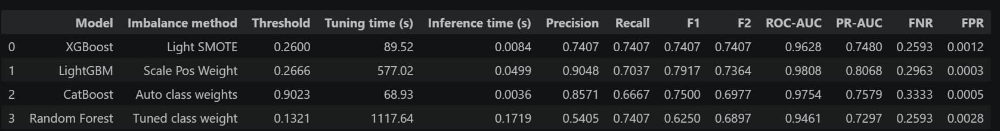 Model Imbalance method Threshold Tuning time (s) Inference time (s) Precision Recall F1 F2 ROC-AUC PR-AUC FNR FPR
0 XGBoost Light SMOTE 0.2600 89.52 0.0084 0.7407 0.7407 0.7407 0.7407 0.9628 0.7480 0.2593 0.0012
1 LightGBM Scale Pos Weight 0.2666 577.02 0.0499 0.9048 0.7037 0.7917 0.7364 0.9808 0.8068 0.2963 0.0003
2 CatBoost Auto class weights 0.9023 68.93 0.0036 0.8571 0.6667 0.7500 0.6977 0.9754 0.7579 0.3333 0.0005
3 Random Forest Tuned class weight 0.1321 1117.64 0.1719 0.5405 0.7407 0.6250 0.6897 0.9461 0.7297 0.2593 0.0028